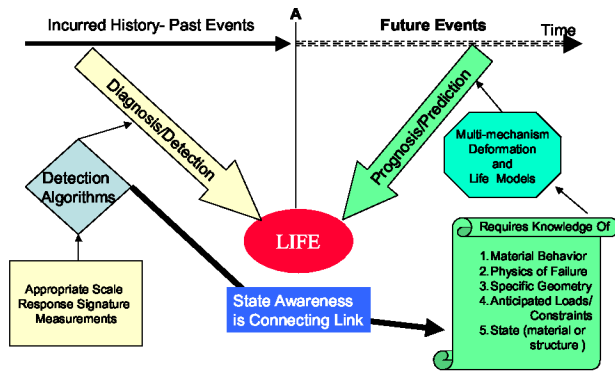 Incurred History- Past Events
A
Future Events
Time
Diagnosis/Detection
Prognosis/Prediction
Multi-mechanism
Deformation
and
Life Models
Detection
Algorithms
LIFE
Requires Knowledge Of
1. Material Behavior
2. Physics of Failure
3. Specific Geometry
4. Anticipated Loads/
Constraints
5. State (material or
structure )
Appropriate Scale
Response Signature
Measurements
State Awareness
is Connecting Link